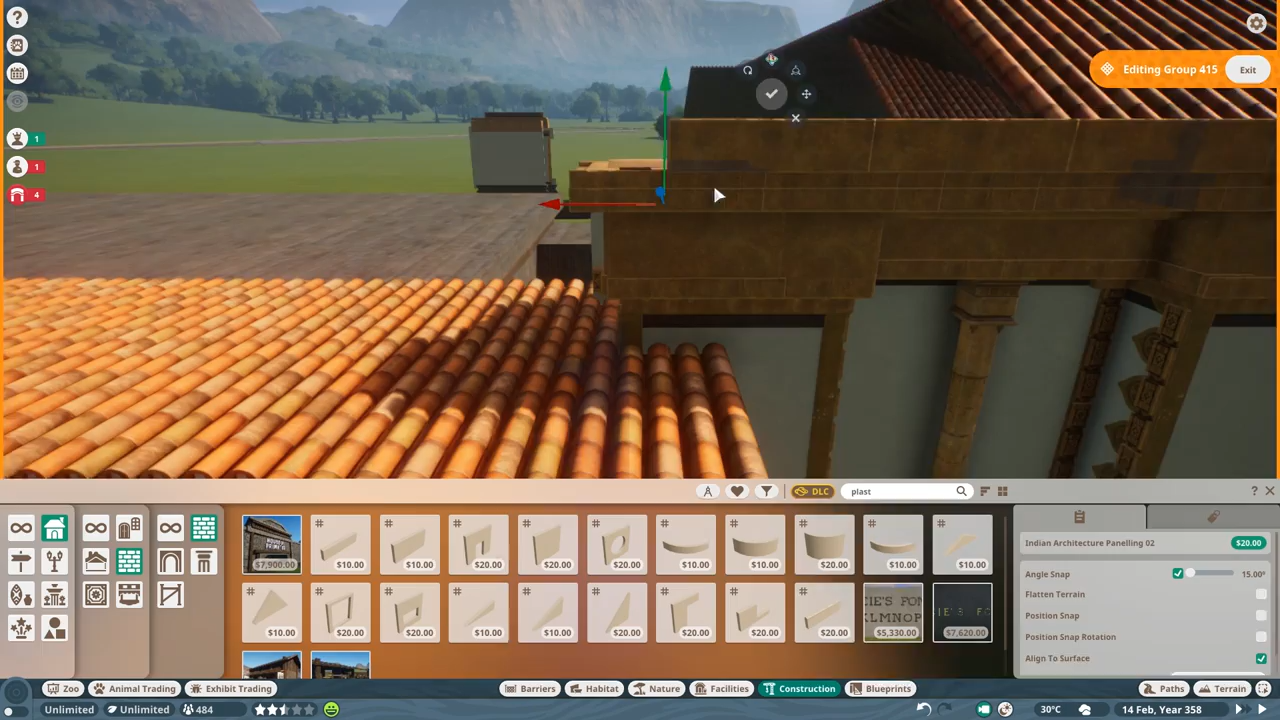 ?
Editing Group 415
Exit
1
1
4
DLC
plast
?
$7,900.00
$10.00
$10.00
$20.00
$20.00
$20.00
$10.00
$10.00
$20.00
$10.00
$10.00
$10.00
$20.00
$20.00
$10.00
$10.00
$20.00
$20.00
$20.00
$20.00
$5,330.00
$7,620.00
Indian Architecture Panelling 02
$20.00
Angle Snap
15.00°
Flatten Terrain
Position Snap
Position Snap Rotation
Align To Surface
Zoo
Animal Trading
Exhibit Trading
Barriers
Habitat
Nature
Facilities
Construction
Blueprints
Paths
Terrain
Unlimited
Unlimited
484
30°C
14 Feb, Year 358